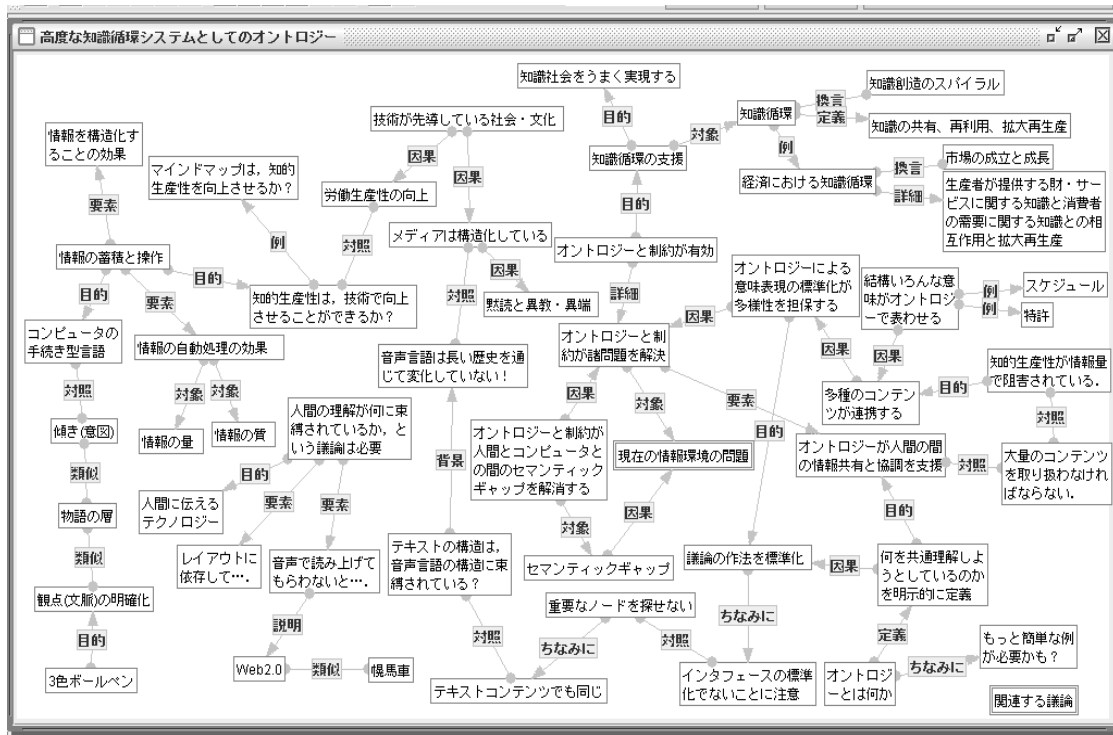 高度な知識循環システムとしてのオントロジー
知識社会をうまく実現する
目的
知識循環の支援
対象
知識循環
換言
定義
知識創造のスパイラル
知識の共有、再利用、拡大再生産
例
経済における知識循環
換言
詳細
市場の成立と成長
生産者が提供する財・サー
ビスに関する知識と消費者
の需要に関する知識との相
互作用と拡大再生産
情報を構造化す
ることの効果
要素
情報の蓄積と操作
目的
マインドマップは，知的
生産性を向上させるか？
例
知的生産性は，技術で向上
させることができるか？
対照
労働生産性の向上
因果
技術が先導している社会・文化
因果
メディアは構造化している
因果
黙読と異教・異端
対照
音声言語は長い歴史を通
じて変化していない！
背景
テキストの構造は，
音声言語の構造に束
縛されている？
対照
テキストコンテンツでも同じ
ちなみに
重要なノードを探せない
対照
インタフェースの標準
化でないことに注意
目的
コンピュータの
手続き型言語
対照
傾き(意図)
類似
物語の層
類似
観点(文脈)の明確化
目的
3色ボールペン
要素
情報の自動処理の効果
対象
対象
情報の量
情報の質
人間の理解が何に束
縛されているか，と
いう議論は必要
目的
人間に伝える
テクノロジー
要素
レイアウトに
依存して….
要素
音声で読み上げて
もらわないと….
説明
Web2.0
類似
幌馬車
目的
オントロジーと制約が有効
詳細
オントロジーと制
約が諸問題を解決
因果
オントロジーと制約が
人間とコンピュータと
の間のセマンティック
ギャップを解消する
対象
セマンティックギャップ
因果
対象
現在の情報環境の問題
要素
因果
オントロジーによる
意味表現の標準化が
多様性を担保する
目的
議論の作法を標準化
ちなみに
因果
結構いろんな意
味がオントロジ
ーで表わせる
例
例
スケジュール
特許
因果
因果
多種のコンテン
ツが連携する
目的
知的生産性が情報量
で阻害されている.
対照
オントロジーが人間の間
の情報共有と協調を支援
対照
大量のコンテンツ
を取り扱わなけれ
ばならない.
目的
何を共通理解しよ
うとしているのか
を明示的に定義
因果
定義
オントロジ
ーとは何か
ちなみに
もっと簡単な例
が必要かも？
関連する議論